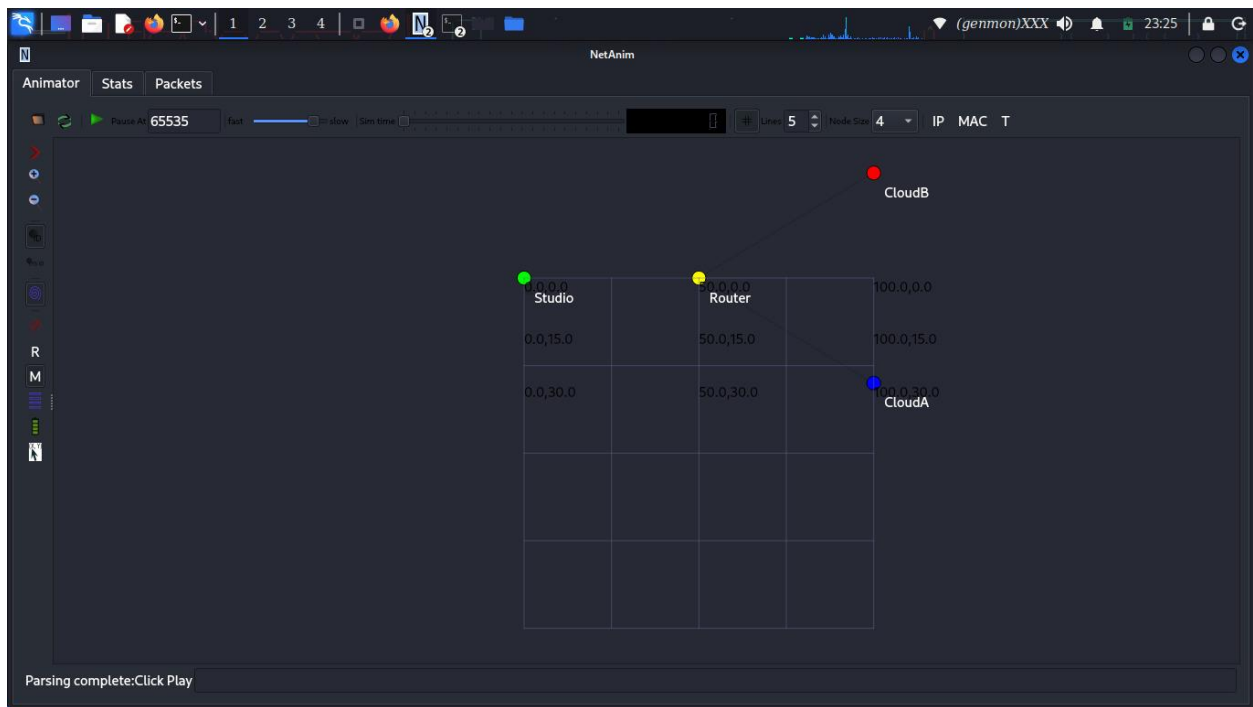 1 2 3 4 (genmon)XXX 23:25
NetAnim
Animator Stats Packets
Pause At 65535 fast slow Sim time 0 # Lines 5 Node Size 4 IP MAC T
CloudB
0.0,0.0 50.0,0.0 100.0,0.0
Studio Router
0.0,15.0 50.0,15.0 100.0,15.0
R
M
0.0,30.0 50.0,30.0 100.0,30.0
CloudA
Parsing complete:Click Play